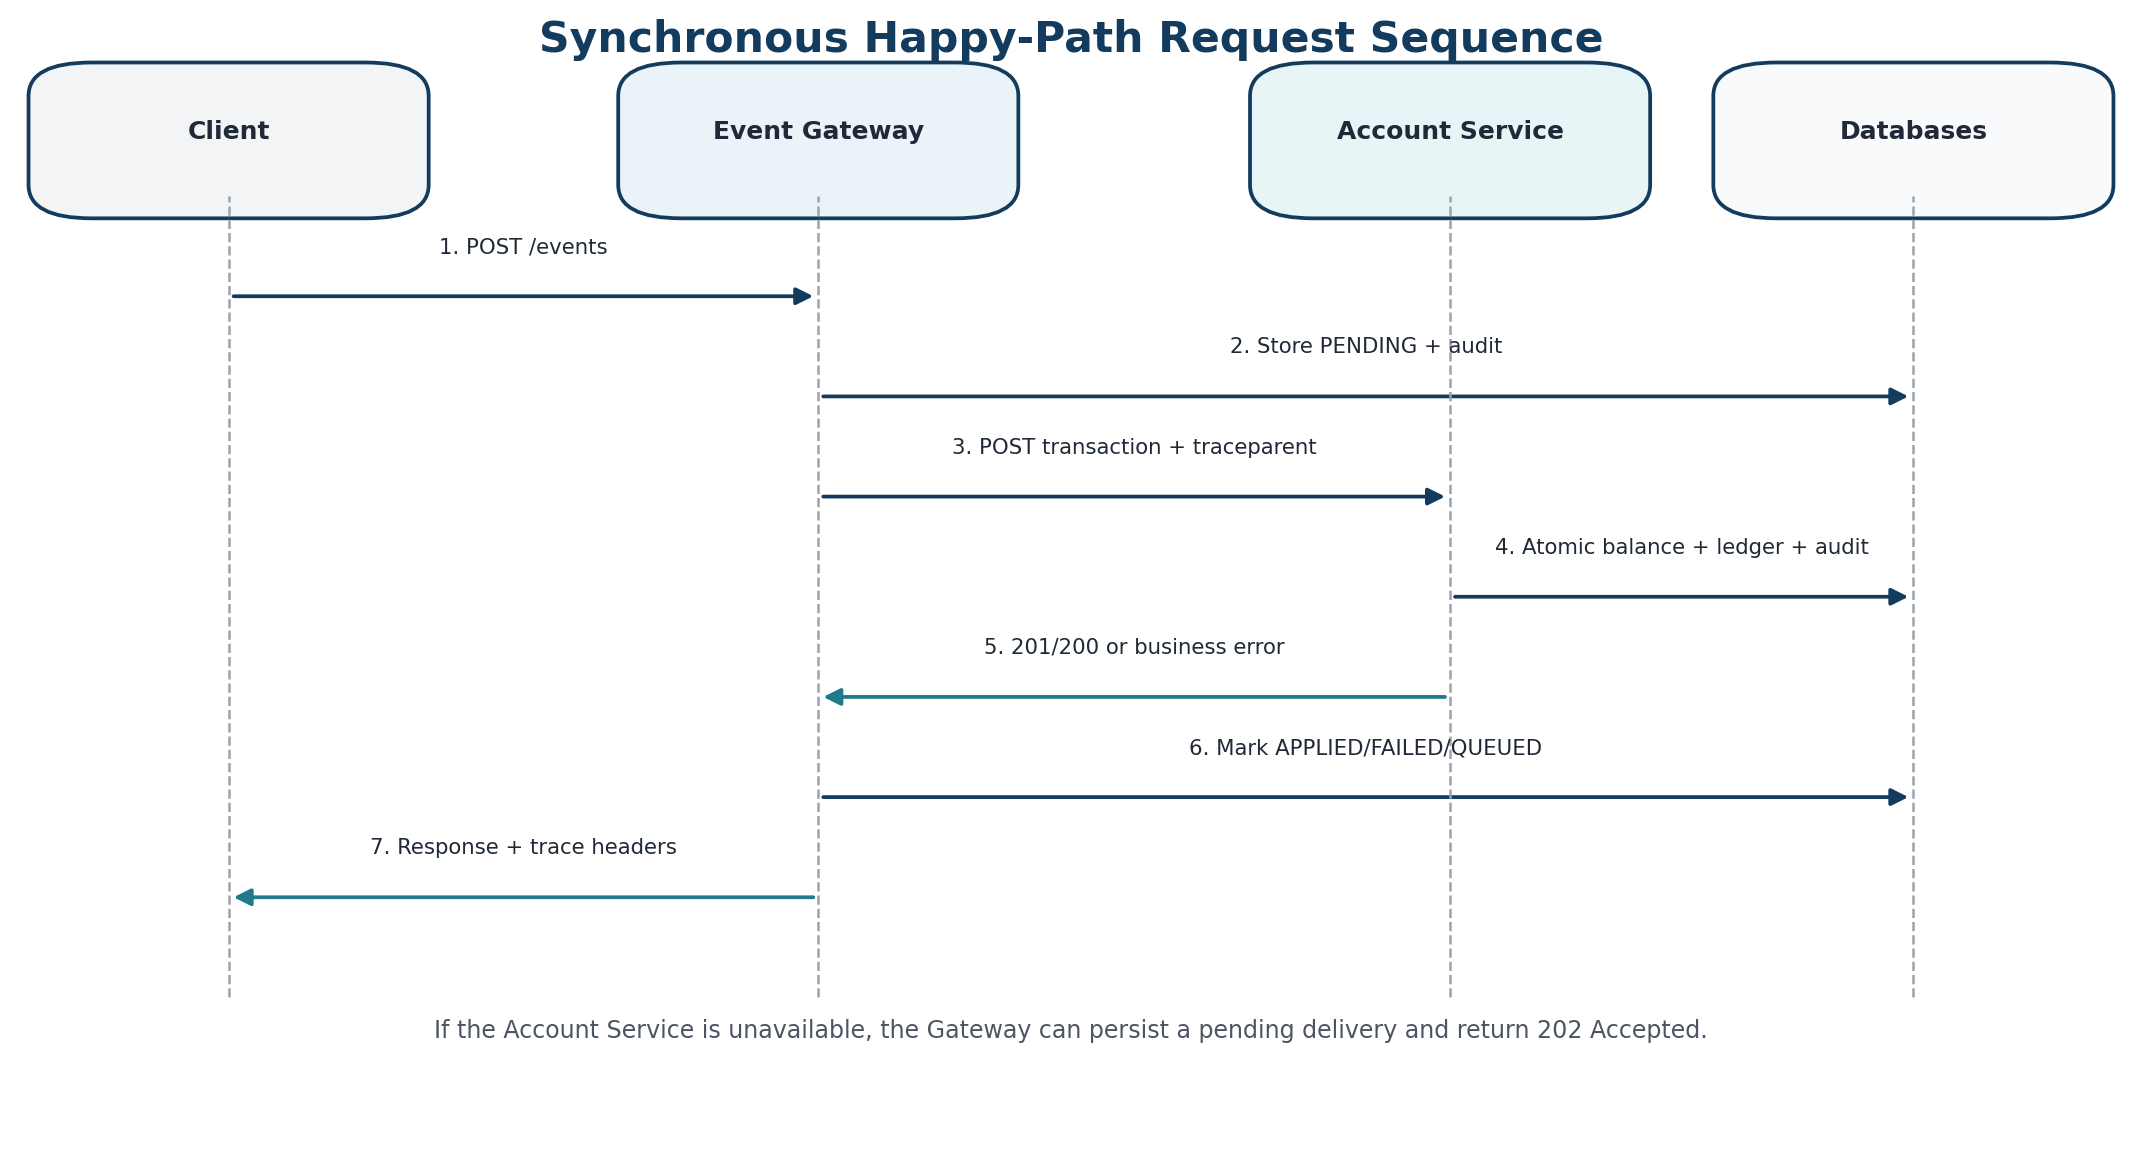 Synchronous Happy-Path Request Sequence
Client
Event Gateway
Account Service
Databases
1. POST /events
2. Store PENDING + audit
3. POST transaction + traceparent
4. Atomic balance + ledger + audit
5. 201/200 or business error
6. Mark APPLIED/FAILED/QUEUED
7. Response + trace headers
If the Account Service is unavailable, the Gateway can persist a pending delivery and return 202 Accepted.